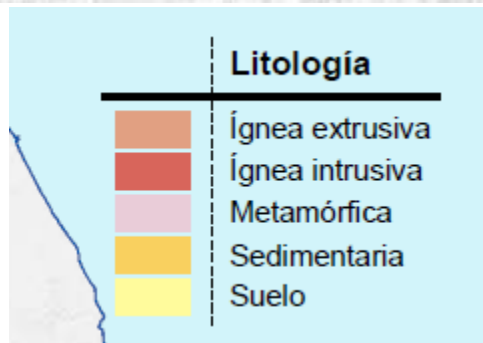 Litología
Ígnea extrusiva
Ígnea intrusiva
Metamórfica
Sedimentaria
Suelo